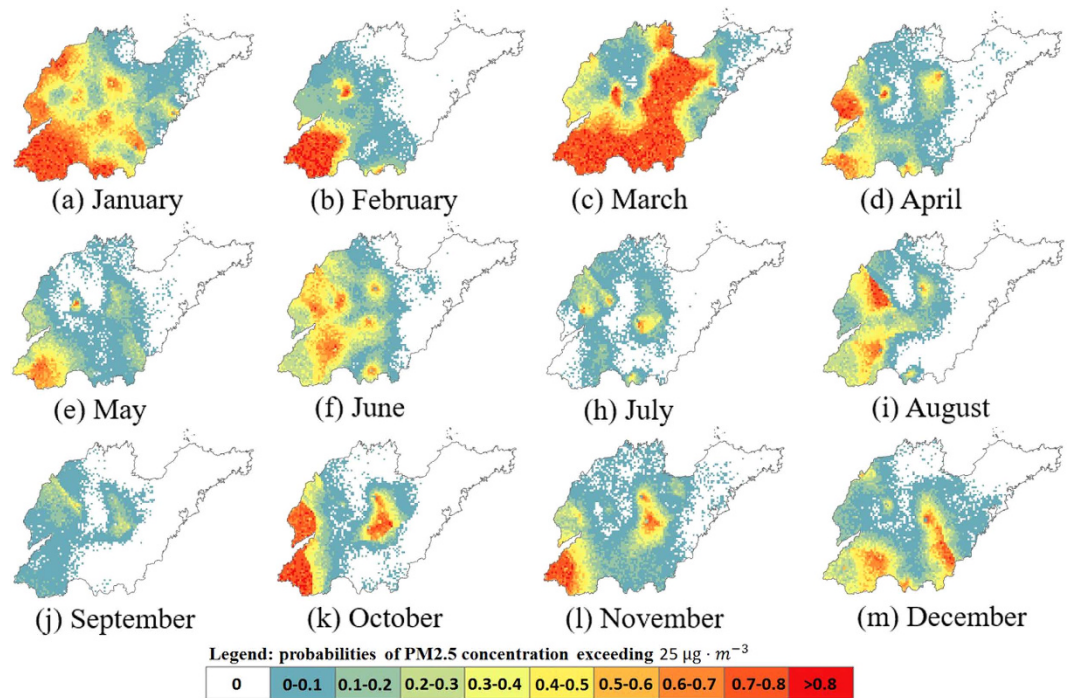 (a) January (b) February (c) March (d) April
(e) May (f) June (h) July (i) August
(j) September (k) October (l) November (m) December
Legend: probabilities of PM2.5 concentration exceeding 25 μg · m⁻³
0 0-0.1 0.1-0.2 0.2-0.3 0.3-0.4 0.4-0.5 0.5-0.6 0.6-0.7 0.7-0.8 >0.8